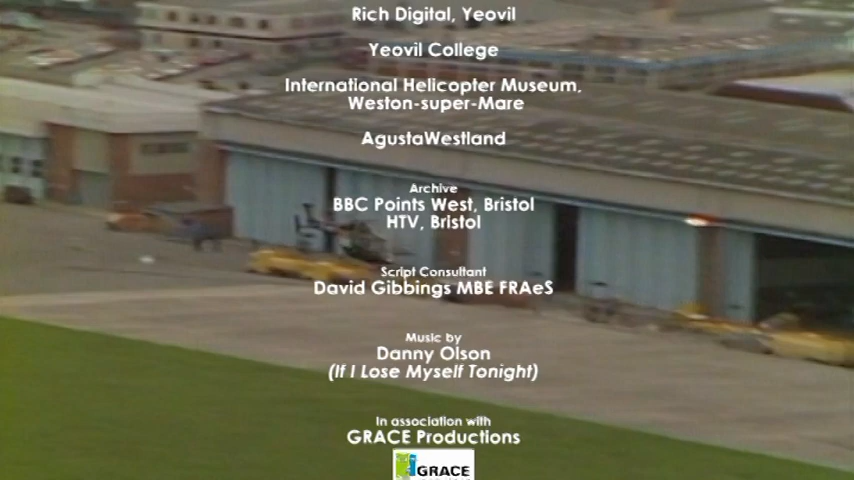 Rich Digital, Yeovil
Yeovil College
International Helicopter Museum,
Weston-super-Mare
AgustaWestland
Archive
BBC Points West, Bristol
HTV, Bristol
Script Consultant
David Gibbings MBE FRAeS
Music by
Danny Olson
(If I Lose Myself Tonight)
In association with
GRACE Productions
GRACE